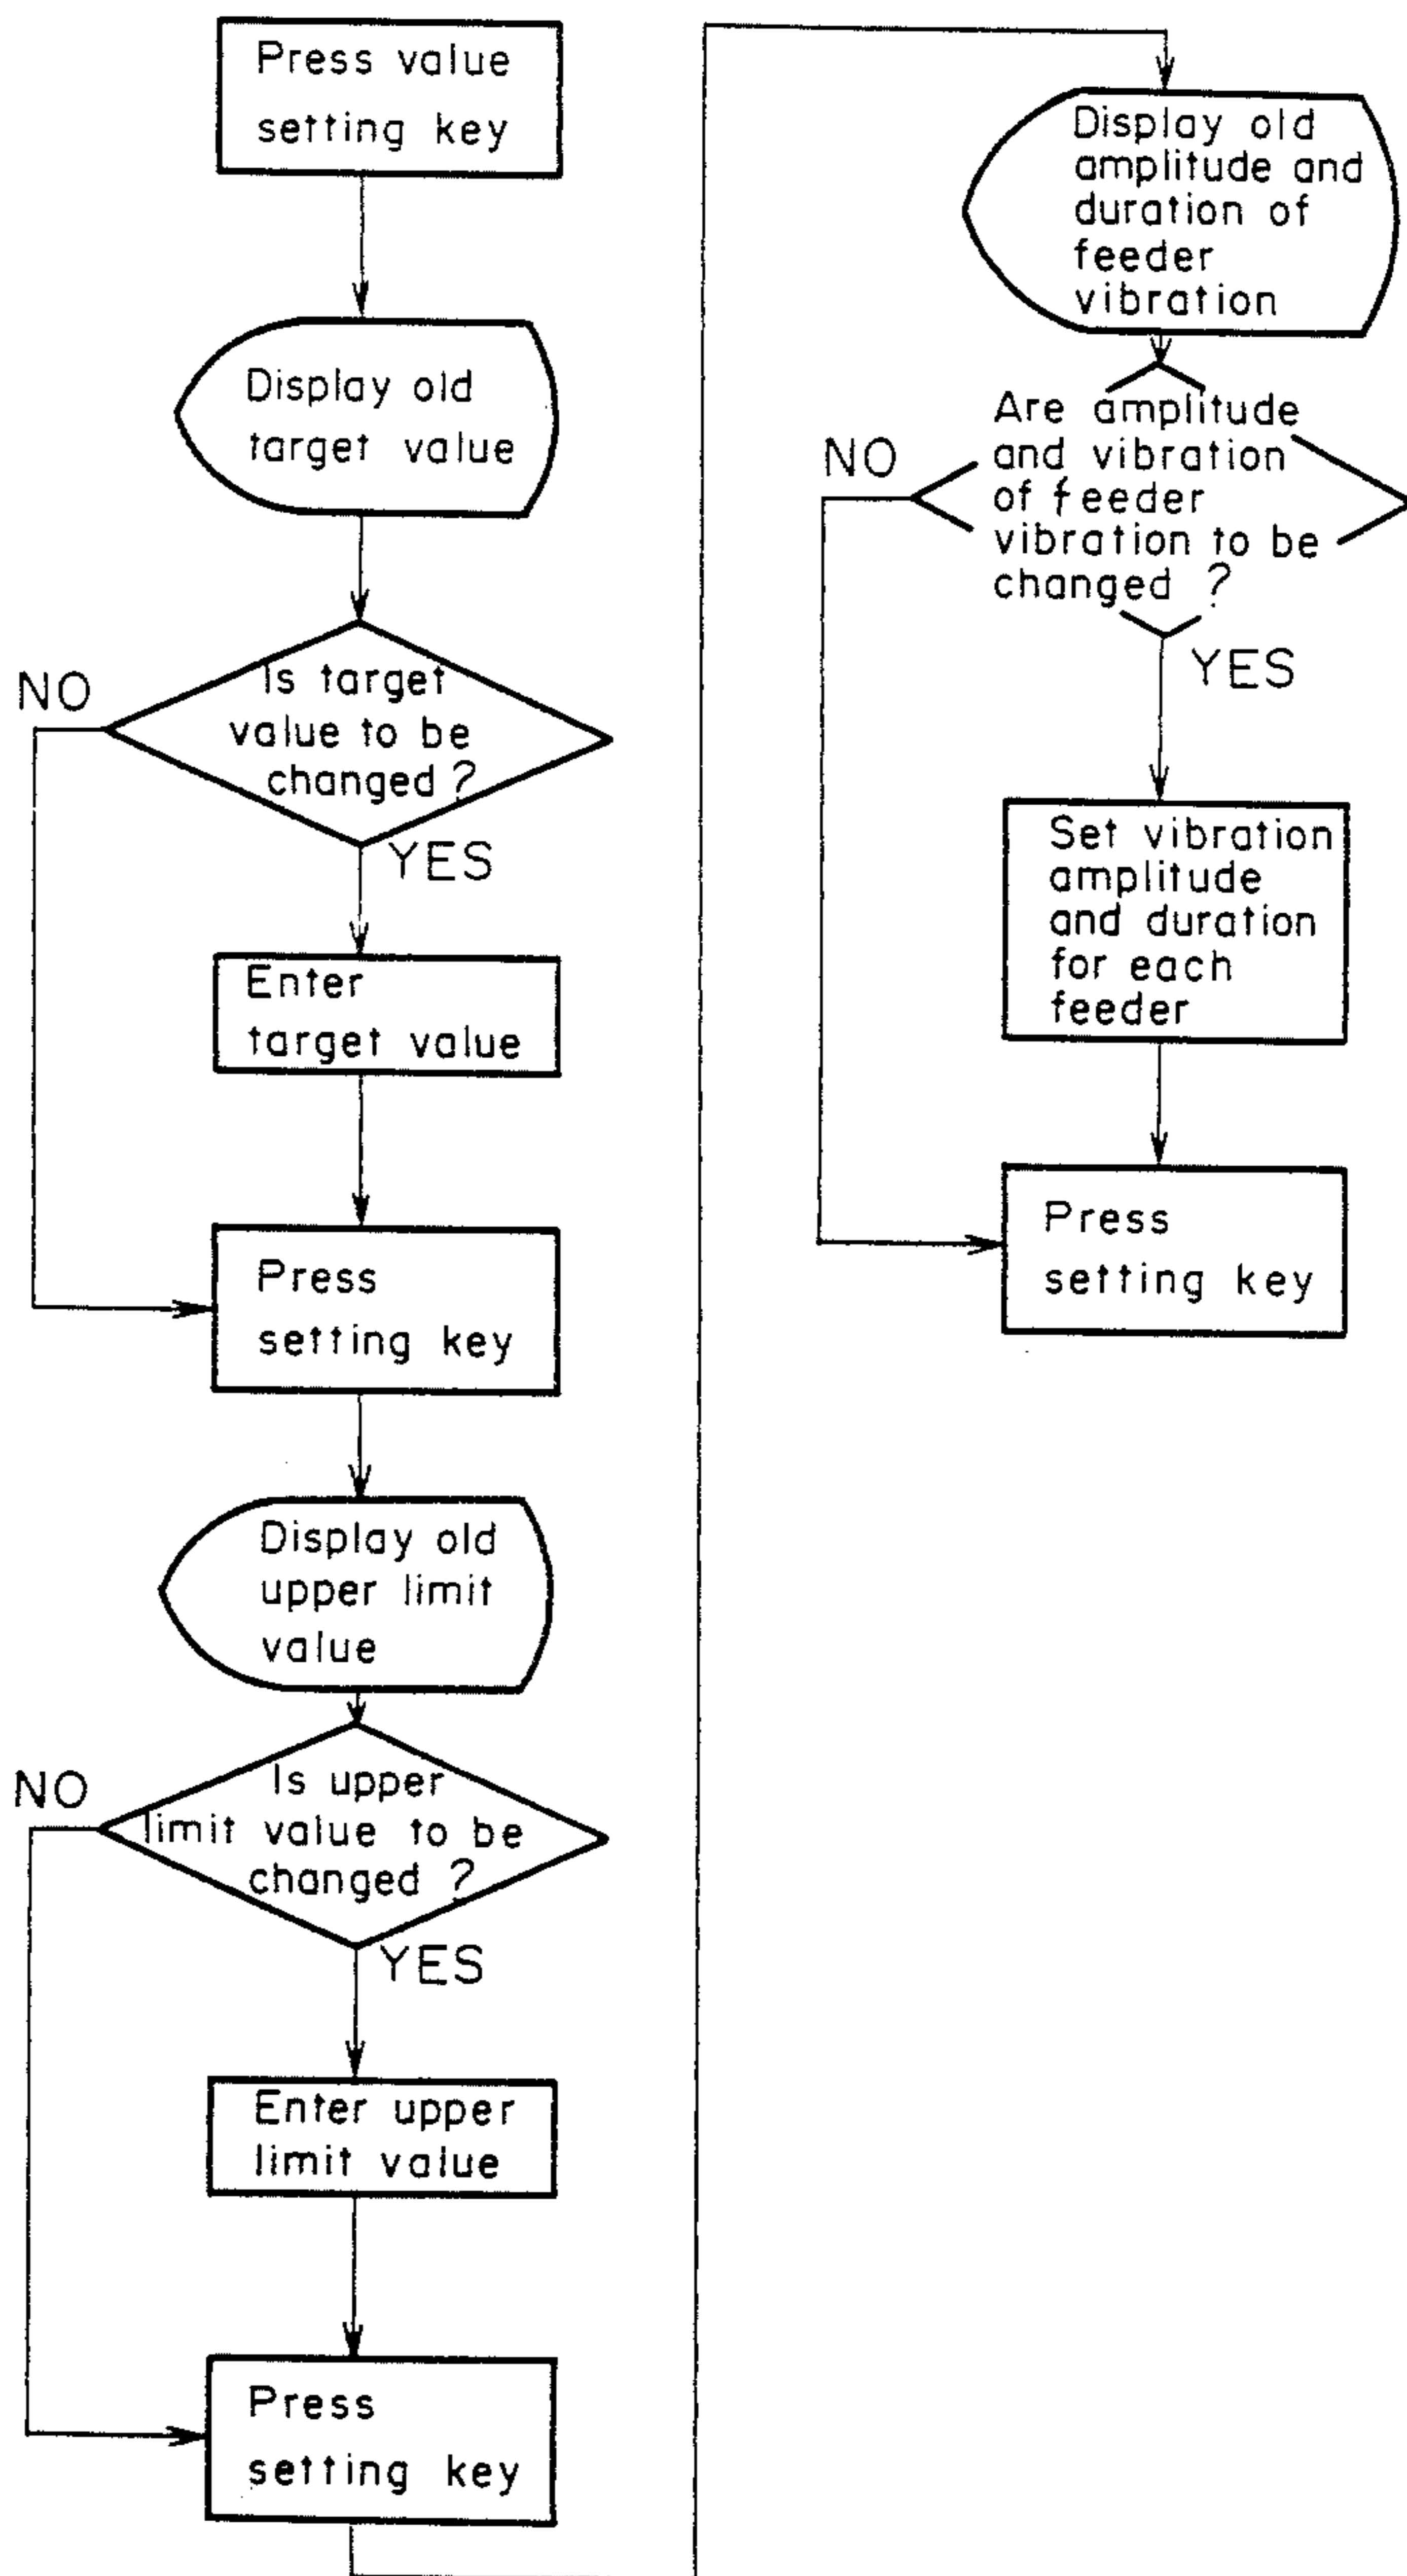 Press value
setting key
Display old
target value
Is target
value to be
changed ?
NO
YES
Enter
target value
Press
setting key
Display old
upper limit
value
Is upper
limit value to be
changed ?
NO
YES
Enter upper
limit value
Press
setting key
Display old
amplitude and
duration of
feeder
vibration
Are amplitude
and vibration
of feeder
vibration to be
changed ?
NO
YES
Set vibration
amplitude
and duration
for each
feeder
Press
setting key